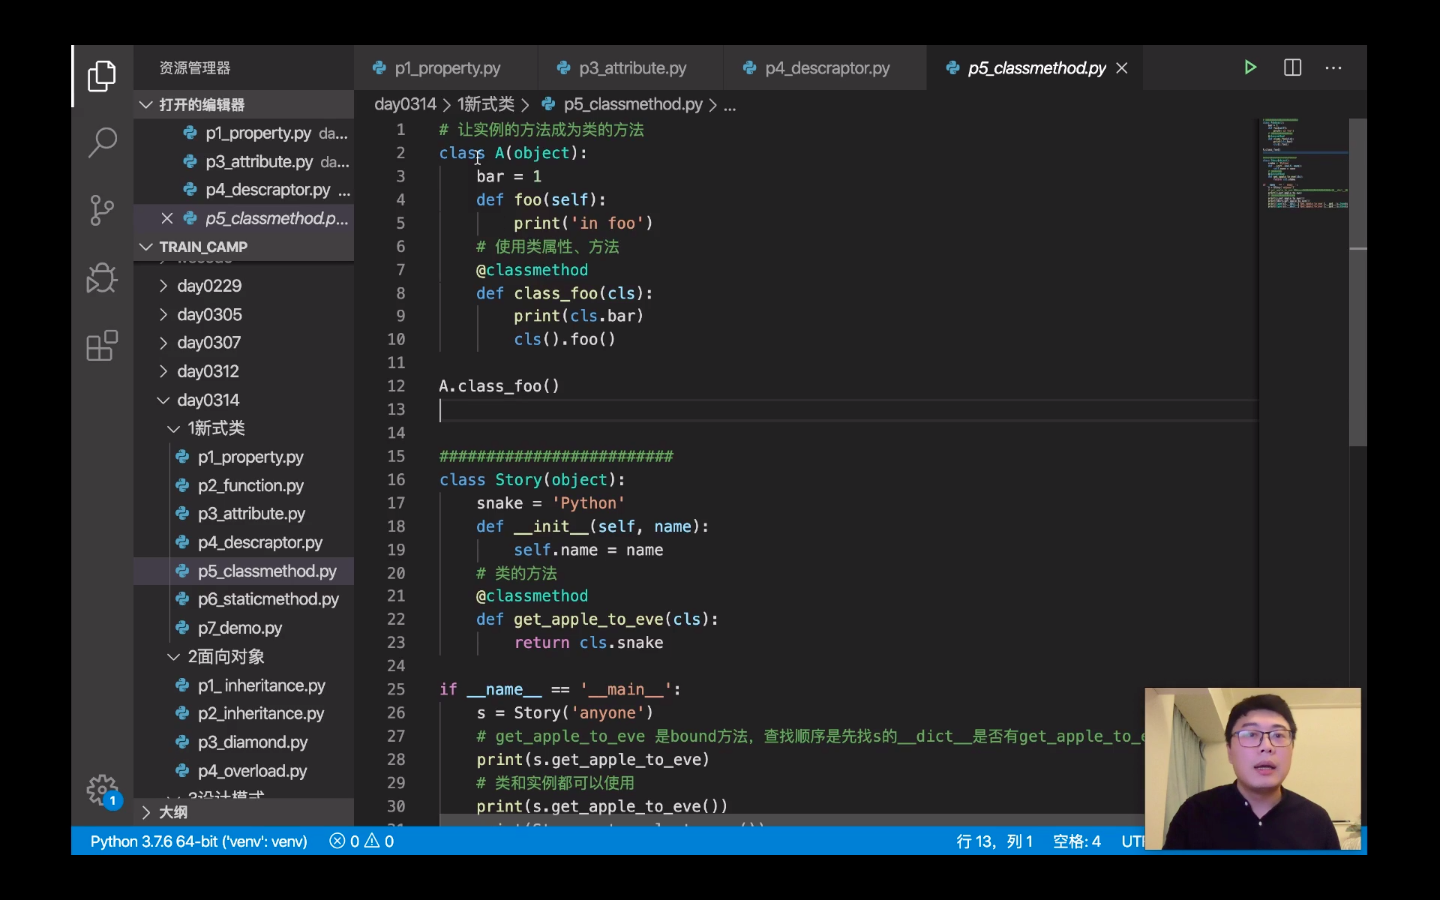 资源管理器
p1_property.py
p3_attribute.py
p4_descraptor.py
p5_classmethod.py
打开的编辑器
p1_property.py da...
p3_attribute.py da...
p4_descraptor.py ...
p5_classmethod.p...
TRAIN_CAMP
day0229
day0305
day0307
day0312
day0314
1新式类
p1_property.py
p2_function.py
p3_attribute.py
p4_descraptor.py
p5_classmethod.py
p6_staticmethod.py
p7_demo.py
2面向对象
p1_inheritance.py
p2_inheritance.py
p3_diamond.py
p4_overload.py
3设计模式
大纲
day0314 > 1新式类 > p5_classmethod.py > ...
1 # 让实例的方法成为类的方法
2 class A(object):
3 bar = 1
4 def foo(self):
5 print('in foo')
6 # 使用类属性、方法
7 @classmethod
8 def class_foo(cls):
9 print(cls.bar)
10 cls().foo()
11
12 A.class_foo()
13
14
15 #########################
16 class Story(object):
17 snake = 'Python'
18 def __init__(self, name):
19 self.name = name
20 # 类的方法
21 @classmethod
22 def get_apple_to_eve(cls):
23 return cls.snake
24
25 if __name__ == '__main__':
26 s = Story('anyone')
27 # get_apple_to_eve 是bound方法，查找顺序是先找s的__dict__是否有get_apple_to_e
28 print(s.get_apple_to_eve)
29 # 类和实例都可以使用
30 print(s.get_apple_to_eve())
1
Python 3.7.6 64-bit ('venv': venv) 0 0 行 13，列 1 空格: 4 UT